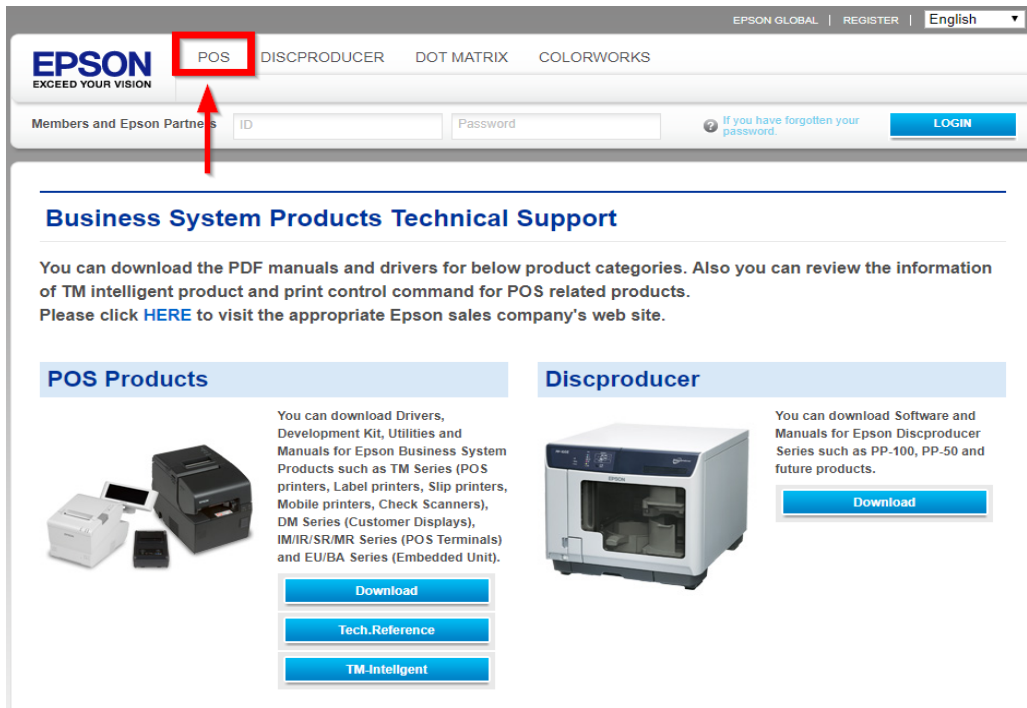 EPSON GLOBAL | REGISTER | English
EPSON
EXCEED YOUR VISION
POS DISCPRODUCER DOT MATRIX COLORWORKS
Members and Epson Partners ID Password If you have forgotten your
password.
LOGIN
Business System Products Technical Support
You can download the PDF manuals and drivers for below product categories. Also you can review the information
of TM intelligent product and print control command for POS related products.
Please click HERE to visit the appropriate Epson sales company's web site.
POS Products
You can download Drivers,
Development Kit, Utilities and
Manuals for Epson Business System
Products such as TM Series (POS
printers, Label printers, Slip printers,
Mobile printers, Check Scanners),
DM Series (Customer Displays),
IM/IR/SR/MR Series (POS Terminals)
and EU/BA Series (Embedded Unit).
Download
Tech.Reference
TM-Intelligent
Discproducer
EPSON
You can download Software and
Manuals for Epson Discproducer
Series such as PP-100, PP-50 and
future products.
Download